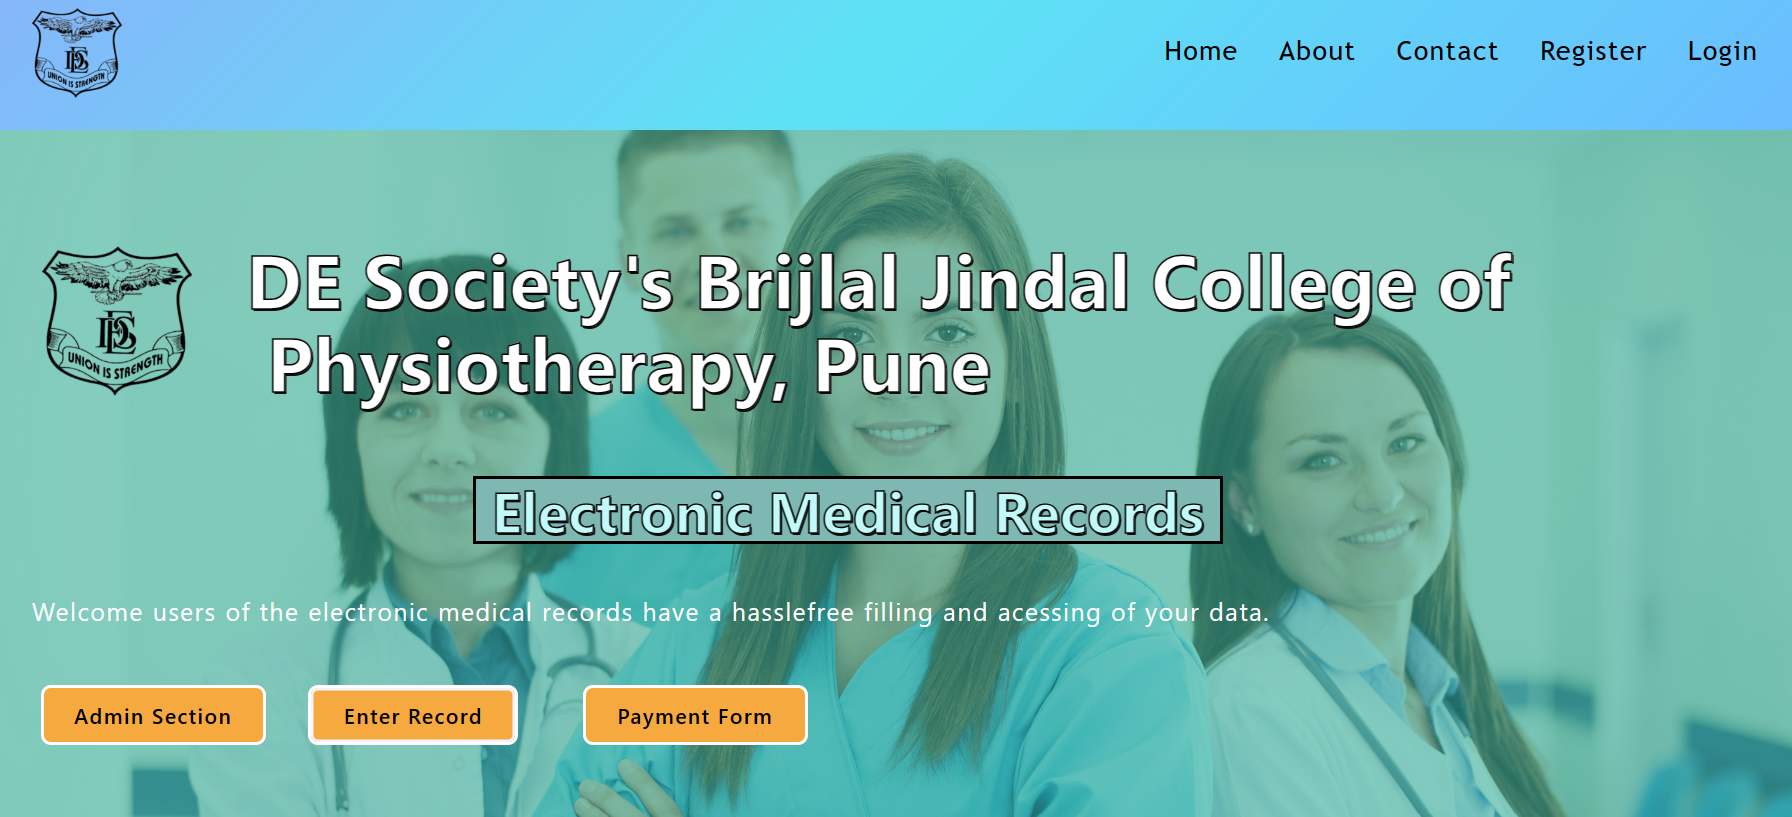 DES
UNION IS STRENGTH
Home About Contact Register Login
DES
UNION IS STRENGTH
DE Society's Brijlal Jindal College of
Physiotherapy, Pune
Electronic Medical Records
Welcome users of the electronic medical records have a hasslefree filling and acessing of your data.
Admin Section Enter Record Payment Form